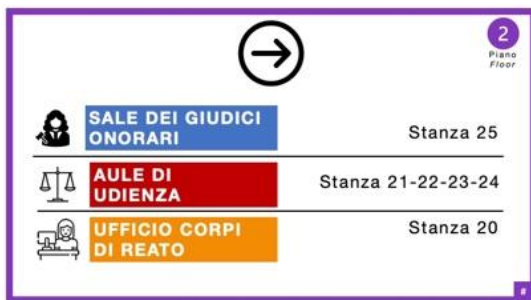 2
Piano
Floor
SALE DEI GIUDICI
ONORARI
Stanza 25
AULE DI
UDIENZA
Stanza 21-22-23-24
UFFICIO CORPI
DI REATO
Stanza 20